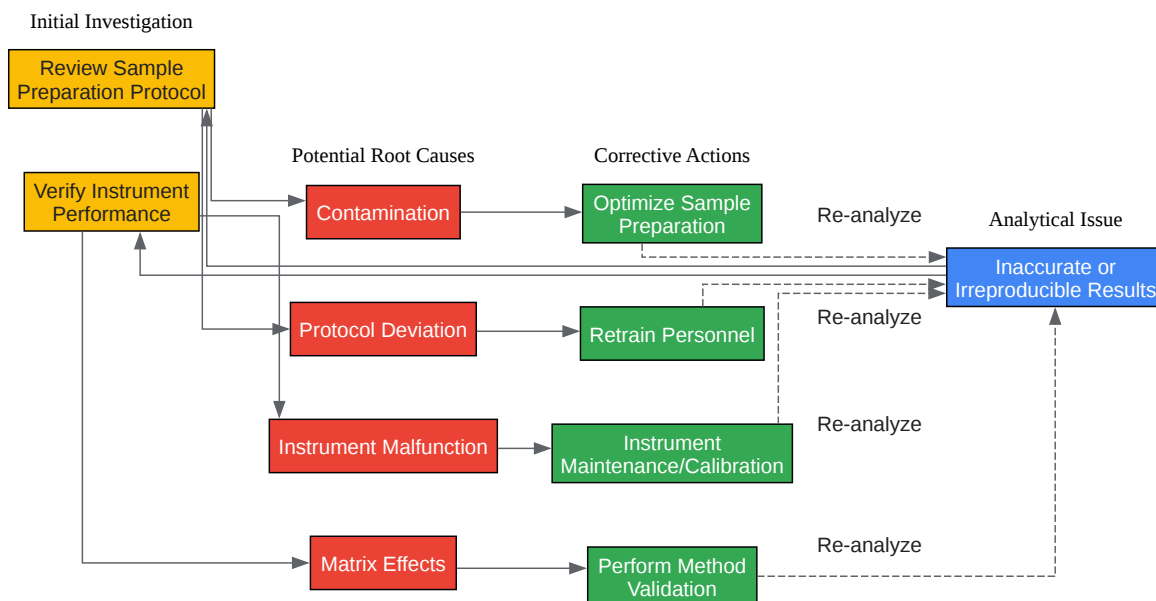 Initial Investigation
Review Sample
Preparation Protocol
Verify Instrument
Performance
Potential Root Causes
Contamination
Protocol Deviation
Instrument Malfunction
Matrix Effects
Corrective Actions
Optimize Sample
Preparation
Retrain Personnel
Instrument
Maintenance/Calibration
Perform Method
Validation
Re-analyze
Re-analyze
Re-analyze
Re-analyze
Analytical Issue
Inaccurate or
Irreproducible Results